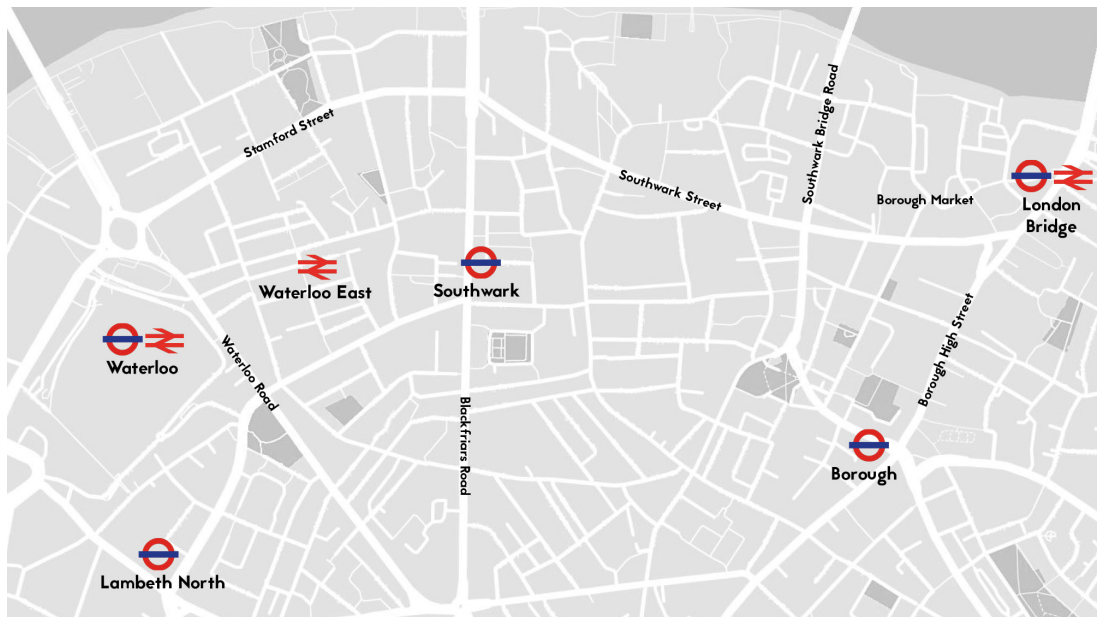 Southwark Bridge Road
Stamford Street
Southwark Street
Borough Market
London
Bridge
Waterloo East
Southwark
Waterloo
Waterloo Road
Borough High Street
Blackfriars Road
Borough
Lambeth North